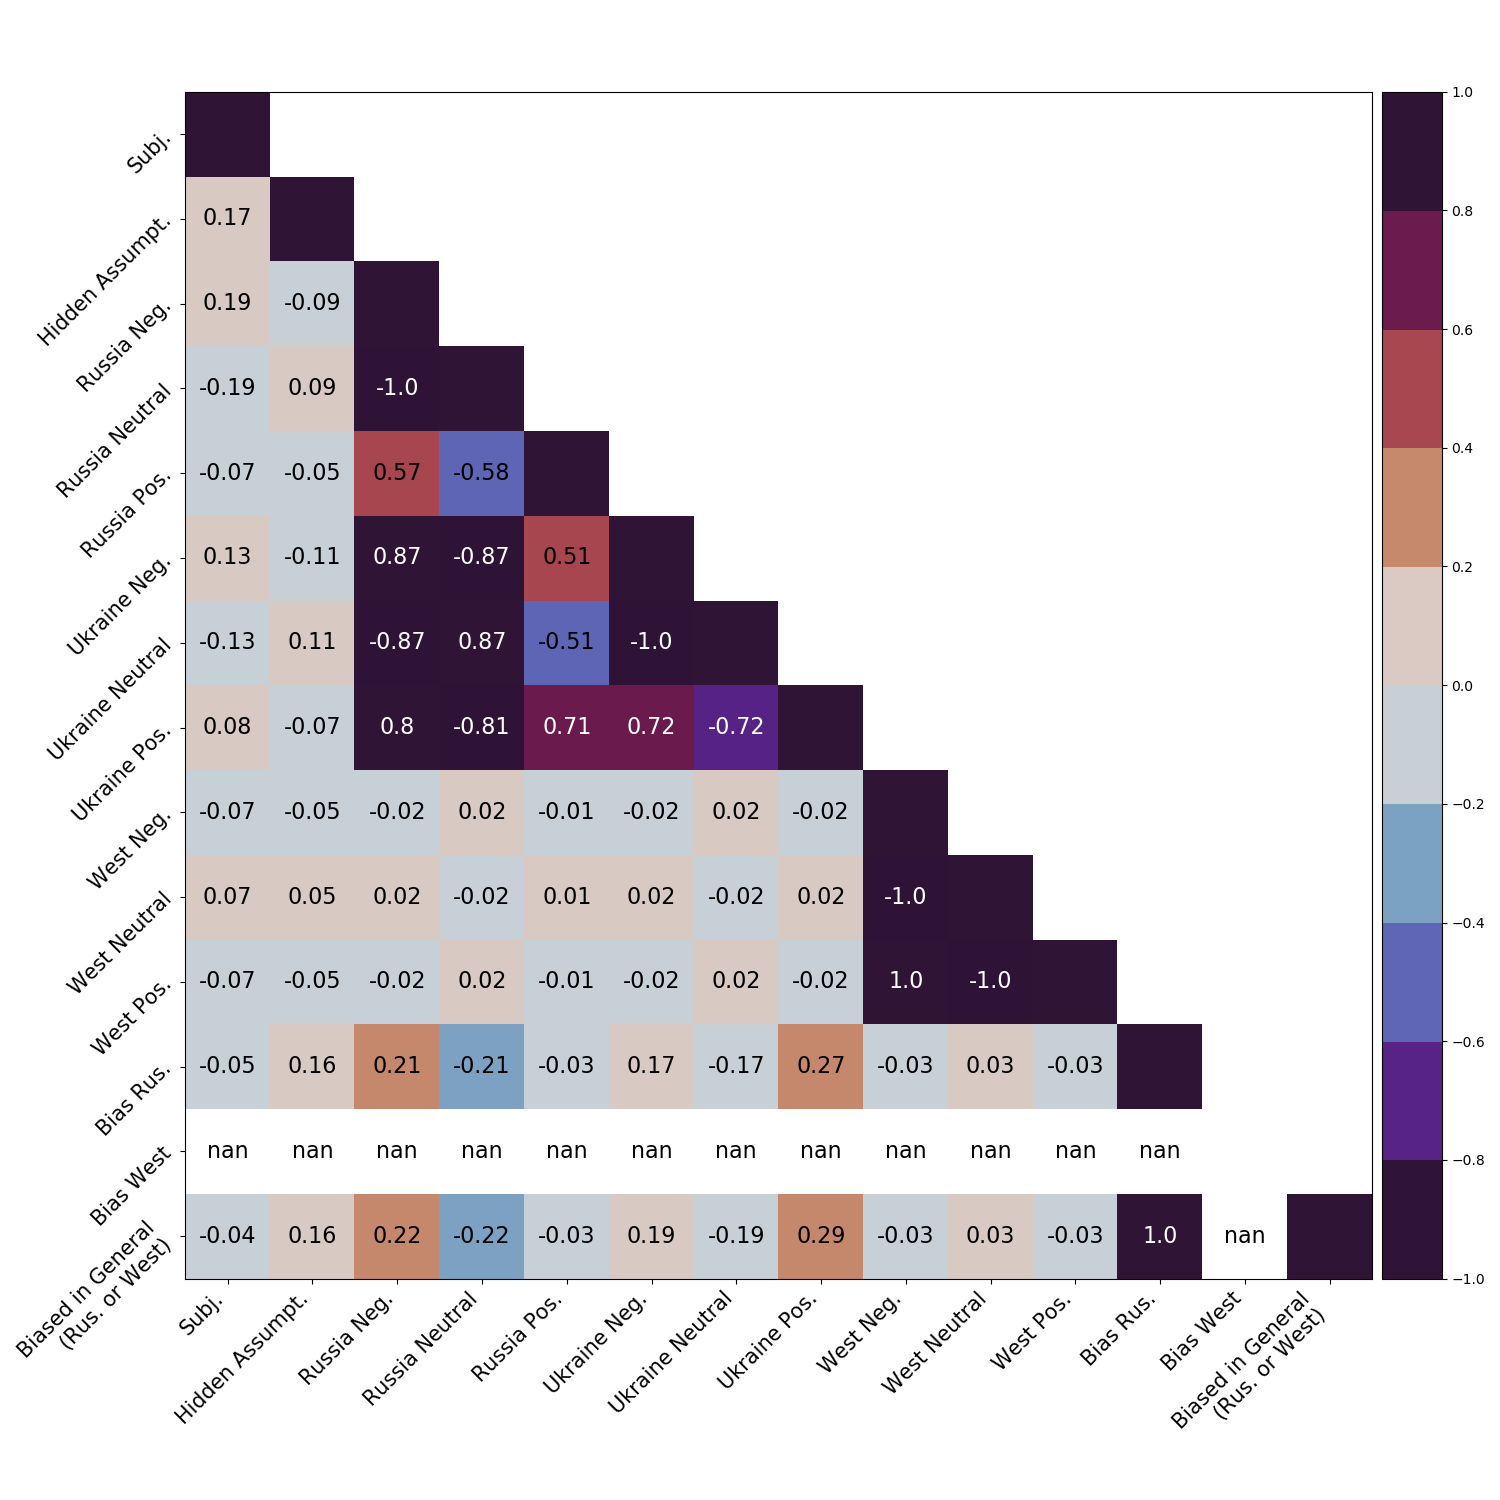 1.0
Subj.
0.8
Hidden Assumpt.
0.17
Russia Neg.
0.19 -0.09
0.6
Russia Neutral
-0.19 0.09 -1.0
0.4
Russia Pos.
-0.07 -0.05 0.57 -0.58
Ukraine Neg.
0.13 -0.11 0.87 -0.87 0.51
0.2
Ukraine Neutral
-0.13 0.11 -0.87 0.87 -0.51 -1.0
0.0
Ukraine Pos.
0.08 -0.07 0.8 -0.81 0.71 0.72 -0.72
−0.2
West Neg.
-0.07 -0.05 -0.02 0.02 -0.01 -0.02 0.02 -0.02
West Neutral
0.07 0.05 0.02 -0.02 0.01 0.02 -0.02 0.02 -1.0
−0.4
West Pos.
-0.07 -0.05 -0.02 0.02 -0.01 -0.02 0.02 -0.02 1.0 -1.0
−0.6
Bias Rus.
-0.05 0.16 0.21 -0.21 -0.03 0.17 -0.17 0.27 -0.03 0.03 -0.03
−0.8
Bias West
nan nan nan nan nan nan nan nan nan nan nan nan
Biased in General
(Rus. or West)
-0.04 0.16 0.22 -0.22 -0.03 0.19 -0.19 0.29 -0.03 0.03 -0.03 1.0 nan
−1.0
Subj.
Hidden Assumpt.
Russia Neg.
Russia Neutral
Russia Pos.
Ukraine Neg.
Ukraine Neutral
Ukraine Pos.
West Neg.
West Neutral
West Pos.
Bias Rus.
Bias West
Biased in General
(Rus. or West)